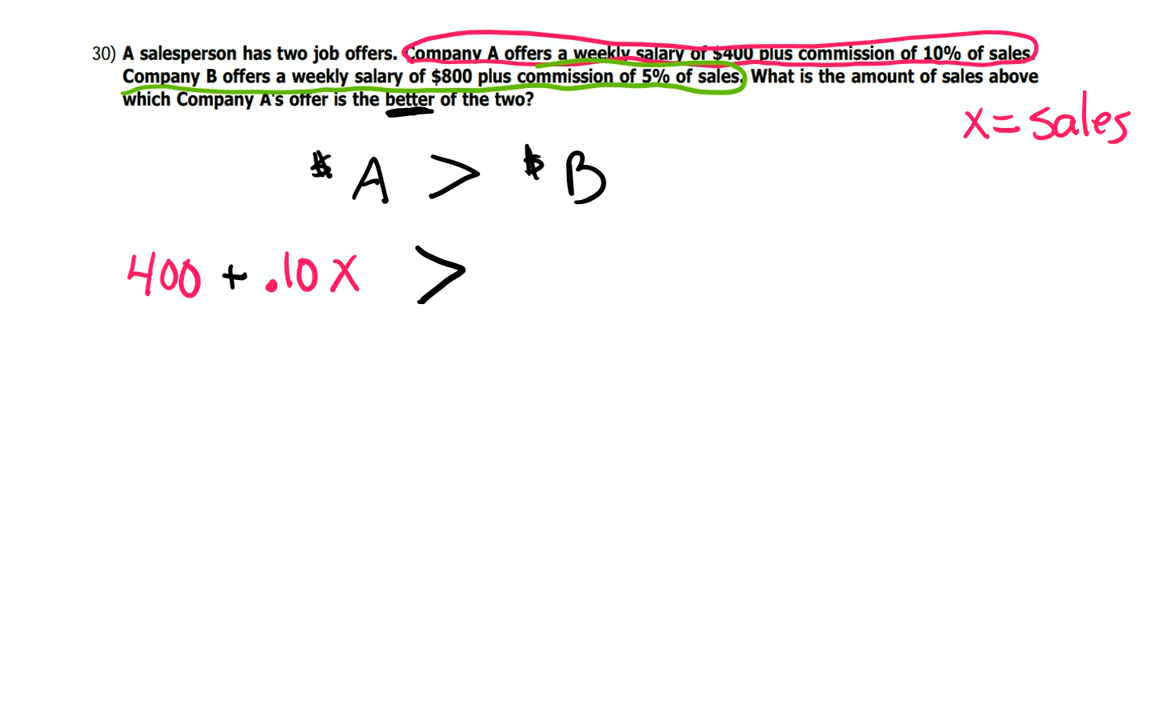 30) A salesperson has two job offers. Company A offers a weekly salary of $400 plus commission of 10% of sales.
Company B offers a weekly salary of $800 plus commission of 5% of sales. What is the amount of sales above
which Company A's offer is the better of the two?
x = sales
$ A > $ B
400 + .10x >